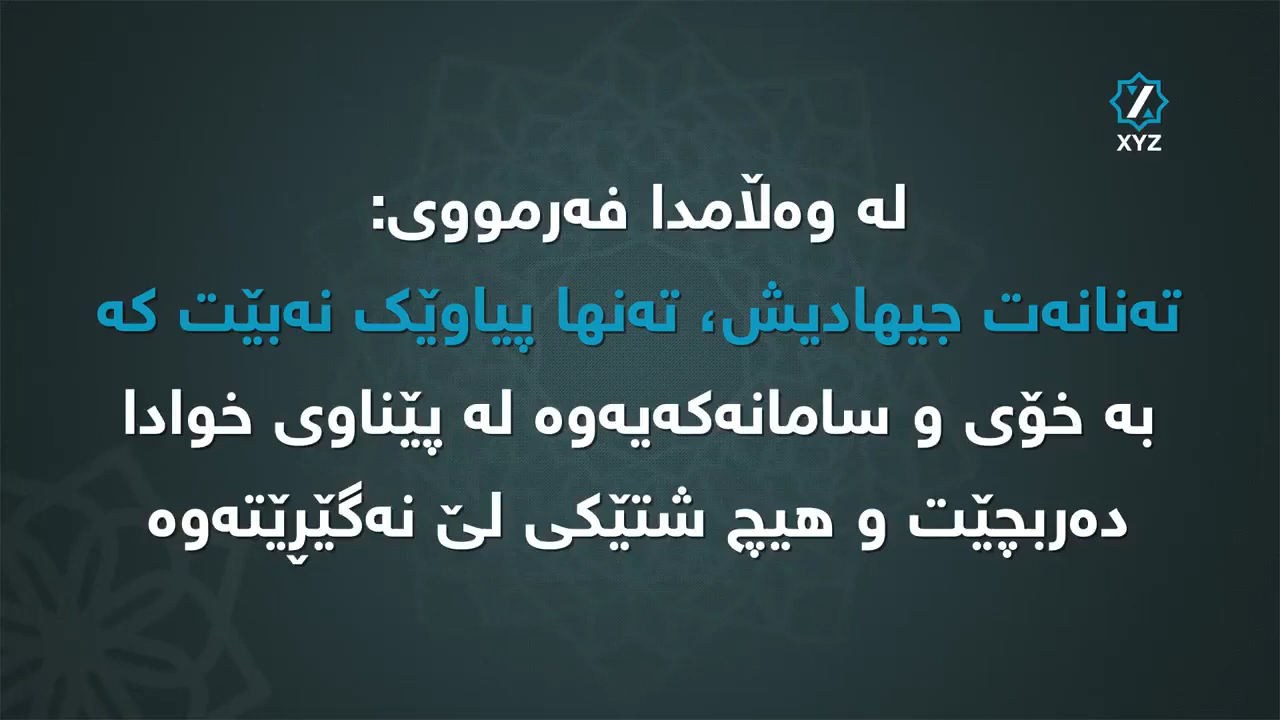 XYZ
لە وەڵامدا فەرمووی:
تەنانەت جیهادیش، تەنها پیاوێک نەبێت کە
بە خۆی و سامانەکەیەوە لە پێناوی خوادا
دەربچێت و هیچ شتێکی لێ نەگێڕێتەوە